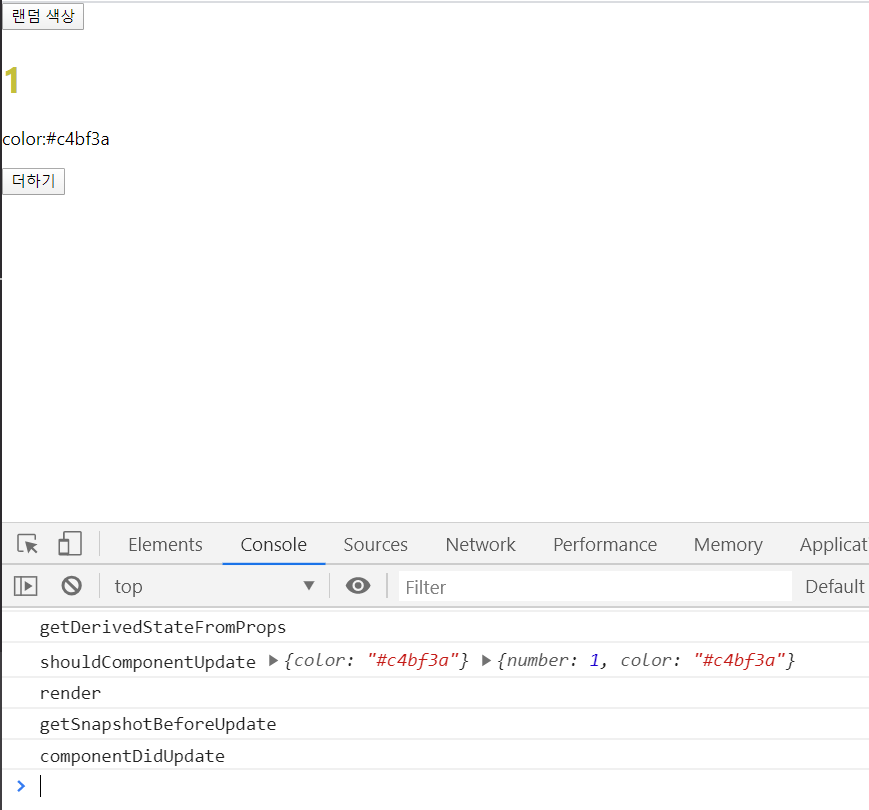 랜덤 색상
1
color:#c4bf3a
더하기
Elements Console Sources Network Performance Memory Applicat
top ▼ Filter Default
getDerivedStateFromProps
shouldComponentUpdate ▶{color: "#c4bf3a"} ▶{number: 1, color: "#c4bf3a"}
render
getSnapshotBeforeUpdate
componentDidUpdate
>